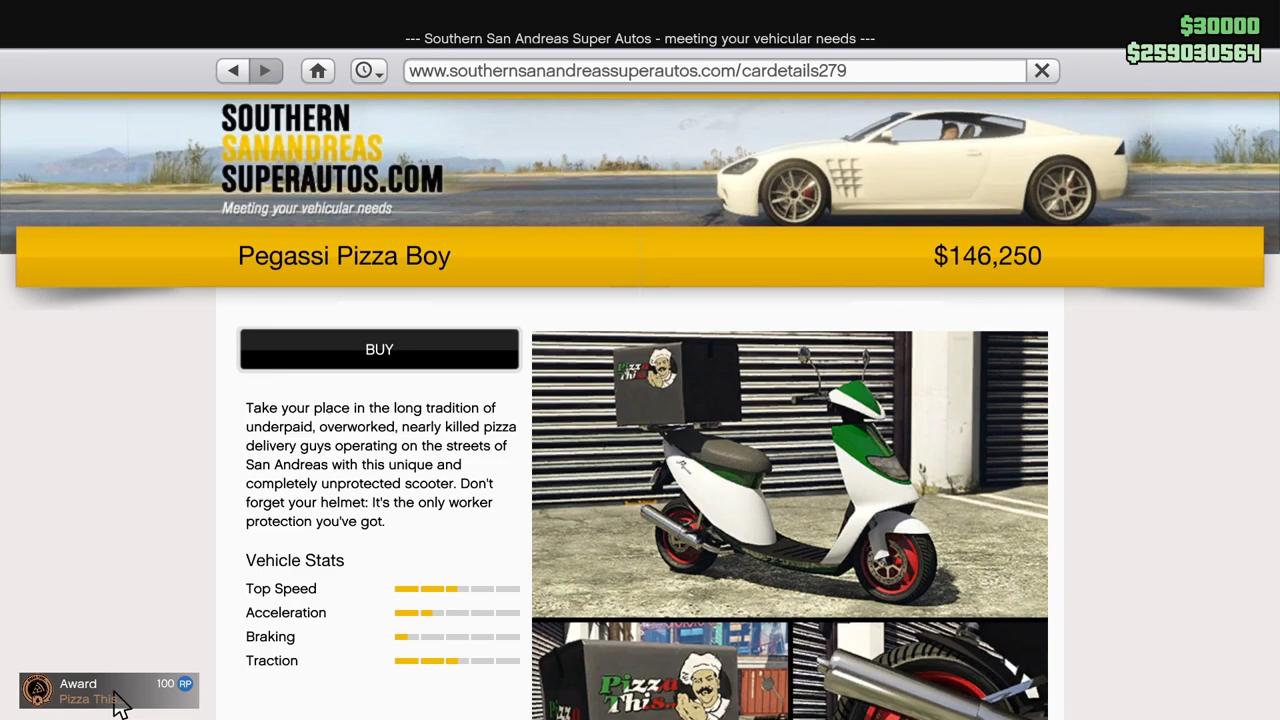 --- Southern San Andreas Super Autos - meeting your vehicular needs ---
$30000
$259030564
www.southernsanandreassuperautos.com/cardetails279
SOUTHERN
SANANDREAS
SUPERAUTOS.COM
Meeting your vehicular needs
Pegassi Pizza Boy
$146,250
BUY
Take your place in the long tradition of
underpaid, overworked, nearly killed pizza
delivery guys operating on the streets of
San Andreas with this unique and
completely unprotected scooter. Don't
forget your helmet: It's the only worker
protection you've got.
Vehicle Stats
Top Speed
Acceleration
Braking
Traction
Pizza
This...
Pizza
This...
Award
100 RP
Pizza This